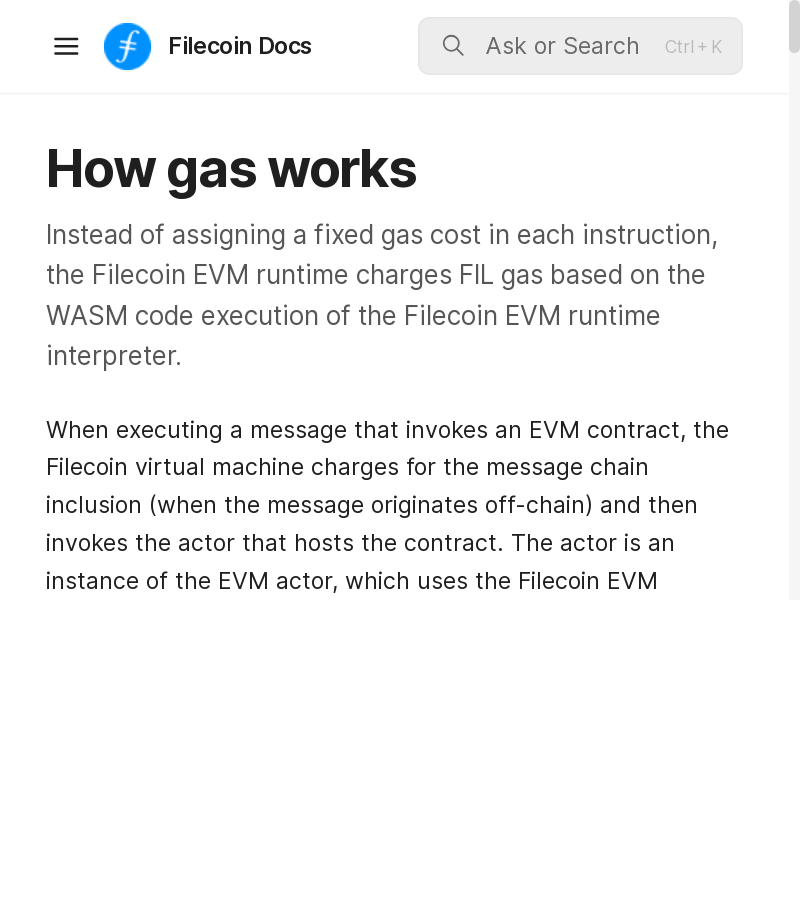 Filecoin Docs
Ask or Search
Ctrl + K
How gas works
Instead of assigning a fixed gas cost in each instruction,
the Filecoin EVM runtime charges FIL gas based on the
WASM code execution of the Filecoin EVM runtime
interpreter.
When executing a message that invokes an EVM contract, the
Filecoin virtual machine charges for the message chain
inclusion (when the message originates off-chain) and then
invokes the actor that hosts the contract. The actor is an
instance of the EVM actor, which uses the Filecoin EVM